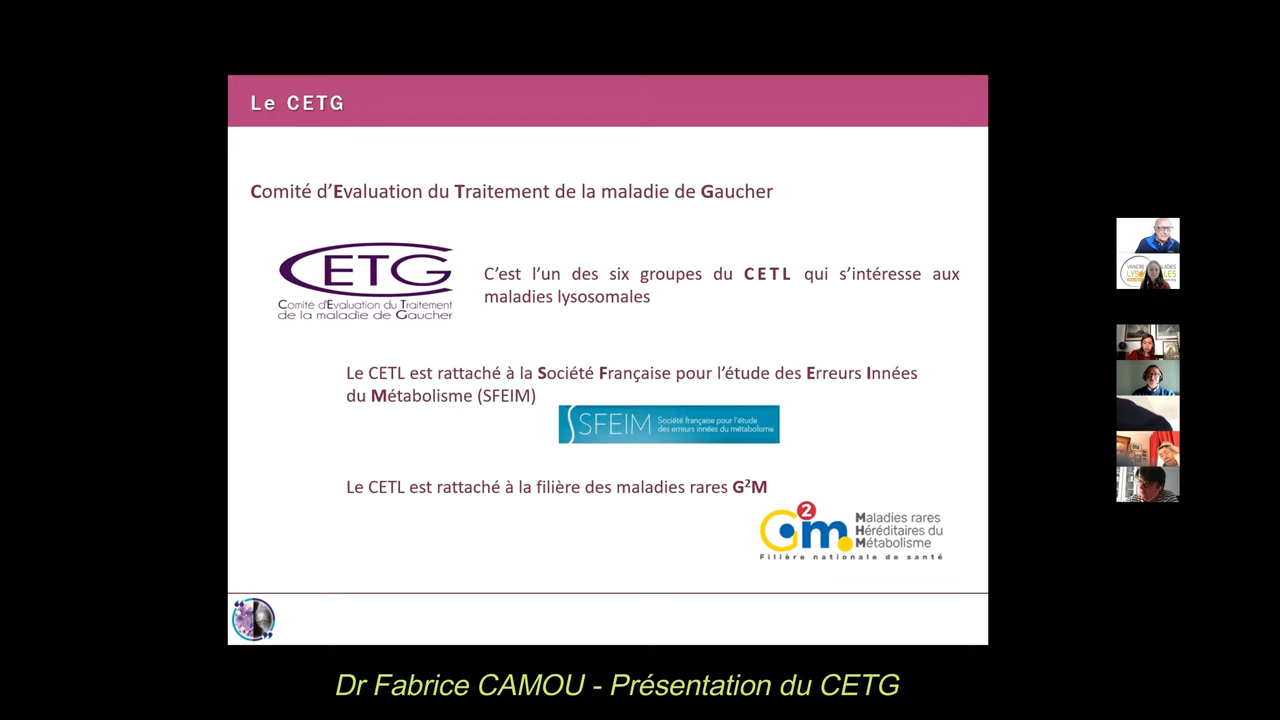 Le CETG
Comité d’Evaluation du Traitement de la maladie de Gaucher
CETG
Comité d'Evaluation du Traitement
de la maladie de Gaucher
C’est l’un des six groupes du CETL qui s’intéresse aux
maladies lysosomales
Le CETL est rattaché à la Société Française pour l’étude des Erreurs Innées
du Métabolisme (SFEIM)
SFEIM
Société française pour l'étude
des erreurs innées du métabolisme
Le CETL est rattaché à la filière des maladies rares G²M
G2m
Maladies rares
Héréditaires du
Métabolisme
Filière nationale de santé
Dr Fabrice CAMOU - Présentation du CETG